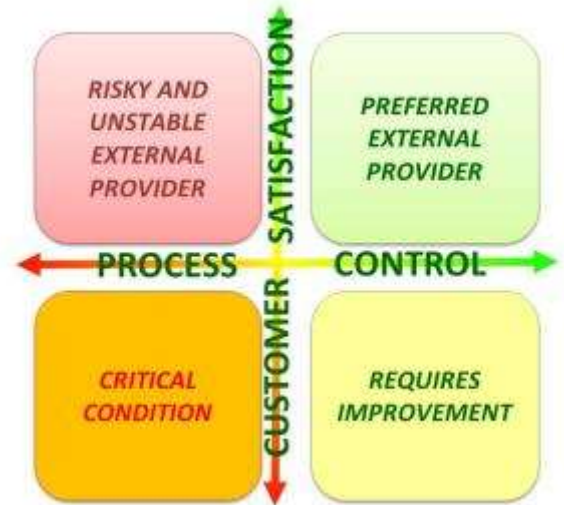 RISKY AND
UNSTABLE
EXTERNAL
PROVIDER
PREFERRED
EXTERNAL
PROVIDER
PROCESS CONTROL
CUSTOMER SATISFACTION
CRITICAL
CONDITION
REQUIRES
IMPROVEMENT